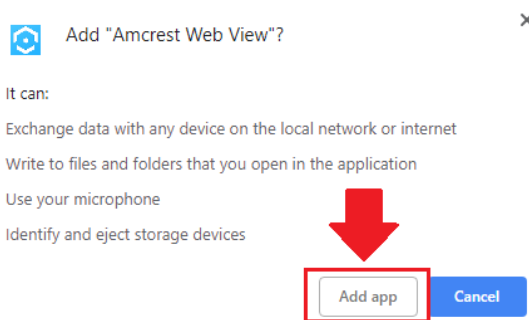 Add "Amcrest Web View"?
It can:
Exchange data with any device on the local network or internet
Write to files and folders that you open in the application
Use your microphone
Identify and eject storage devices
Add app
Cancel